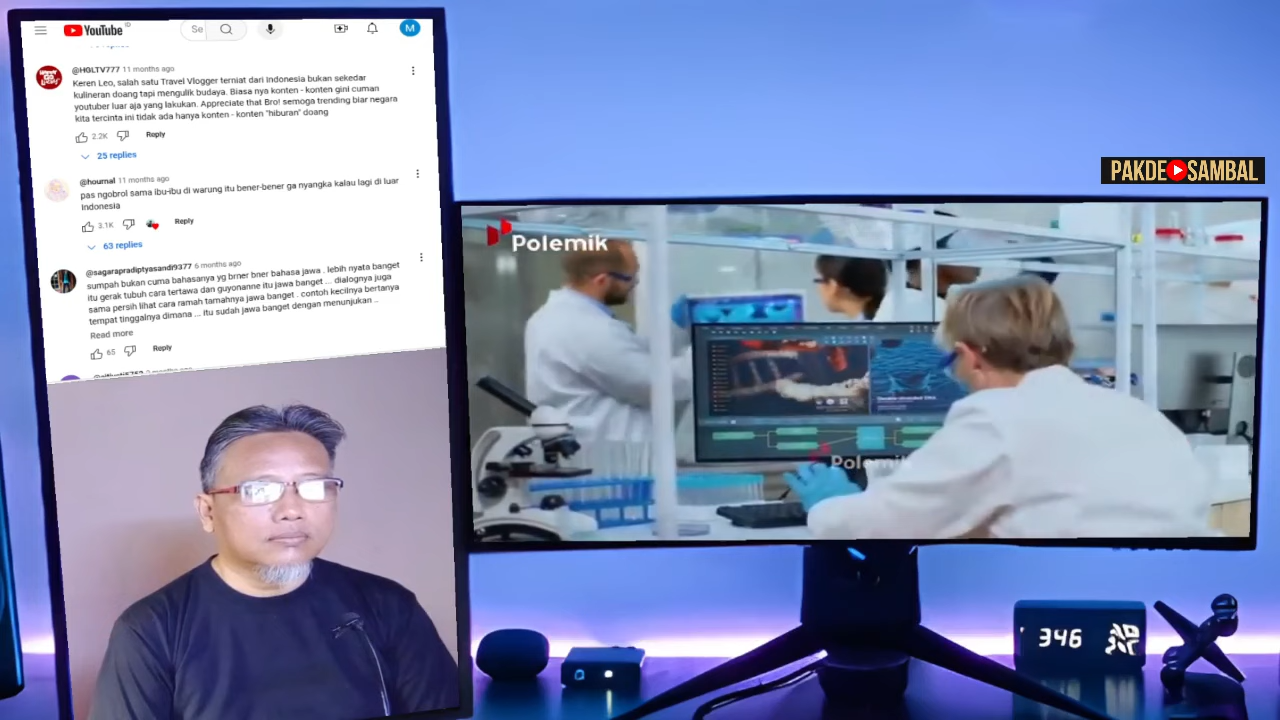 YouTube ID
Se
M
@HGLTV777 11 months ago
Keren Leo, salah satu Travel Vlogger terniat dari Indonesia bukan sekedar
kulineran doang tapi mengulik budaya. Biasa nya konten - konten gini cuman
youtuber luar aja yang lakukan. Appreciate that Bro! semoga trending biar negara
kita tercinta ini tidak ada hanya konten - konten "hiburan" doang
2.2K Reply
25 replies
@hournal 11 months ago
pas ngobrol sama ibu-ibu di warung itu bener-bener ga nyangka kalau lagi di luar
Indonesia
3.1K Reply
63 replies
@sagarapradiptyasandi9377 6 months ago
sumpah bukan cuma bahasanya yg brner bner bahasa jawa . lebih nyata banget
itu gerak tubuh cara tertawa dan guyonanne itu jawa banget ... dialognya juga
sama persih lihat cara ramah tamahnya jawa banget . contoh kecilnya bertanya
tempat tinggalnya dimana ... itu sudah jawa banget dengan menunjukan ..
Read more
65 Reply
PAKDE SAMBAL
Polemik
Polemik
346